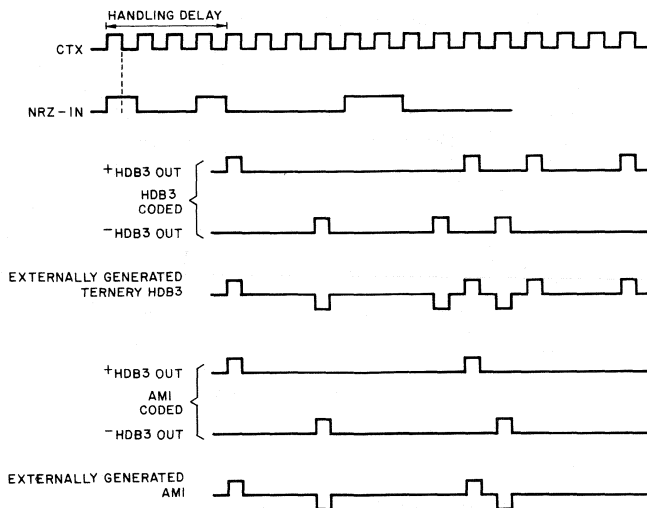 HANDLING DELAY
CTX
NRZ-IN
+HDB3 OUT
HDB3
CODED
-HDB3 OUT
EXTERNALLY GENERATED
TERNERY HDB3
+HDB3 OUT
AMI
CODED
-HDB3 OUT
EXTERNALLY GENERATED
AMI